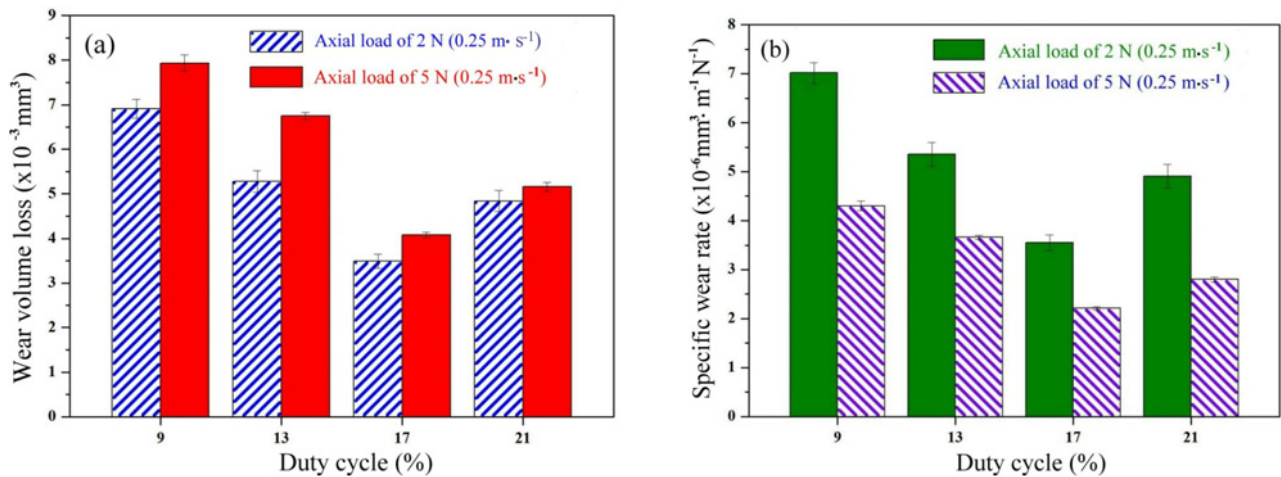 (a)
Axial load of 2 N (0.25 m· s⁻¹)
Axial load of 5 N (0.25 m·s⁻¹)
Wear volume loss (x10 ⁻³ mm³)
9
8
7
6
5
4
3
2
1
0
9 13 17 21
Duty cycle (%)
(b)
Axial load of 2 N (0.25 m·s⁻¹)
Axial load of 5 N (0.25 m·s⁻¹)
Specific wear rate (x10⁻⁶mm³· m⁻¹ N⁻¹)
8
7
6
5
4
3
2
1
0
9 13 17 21
Duty cycle (%)